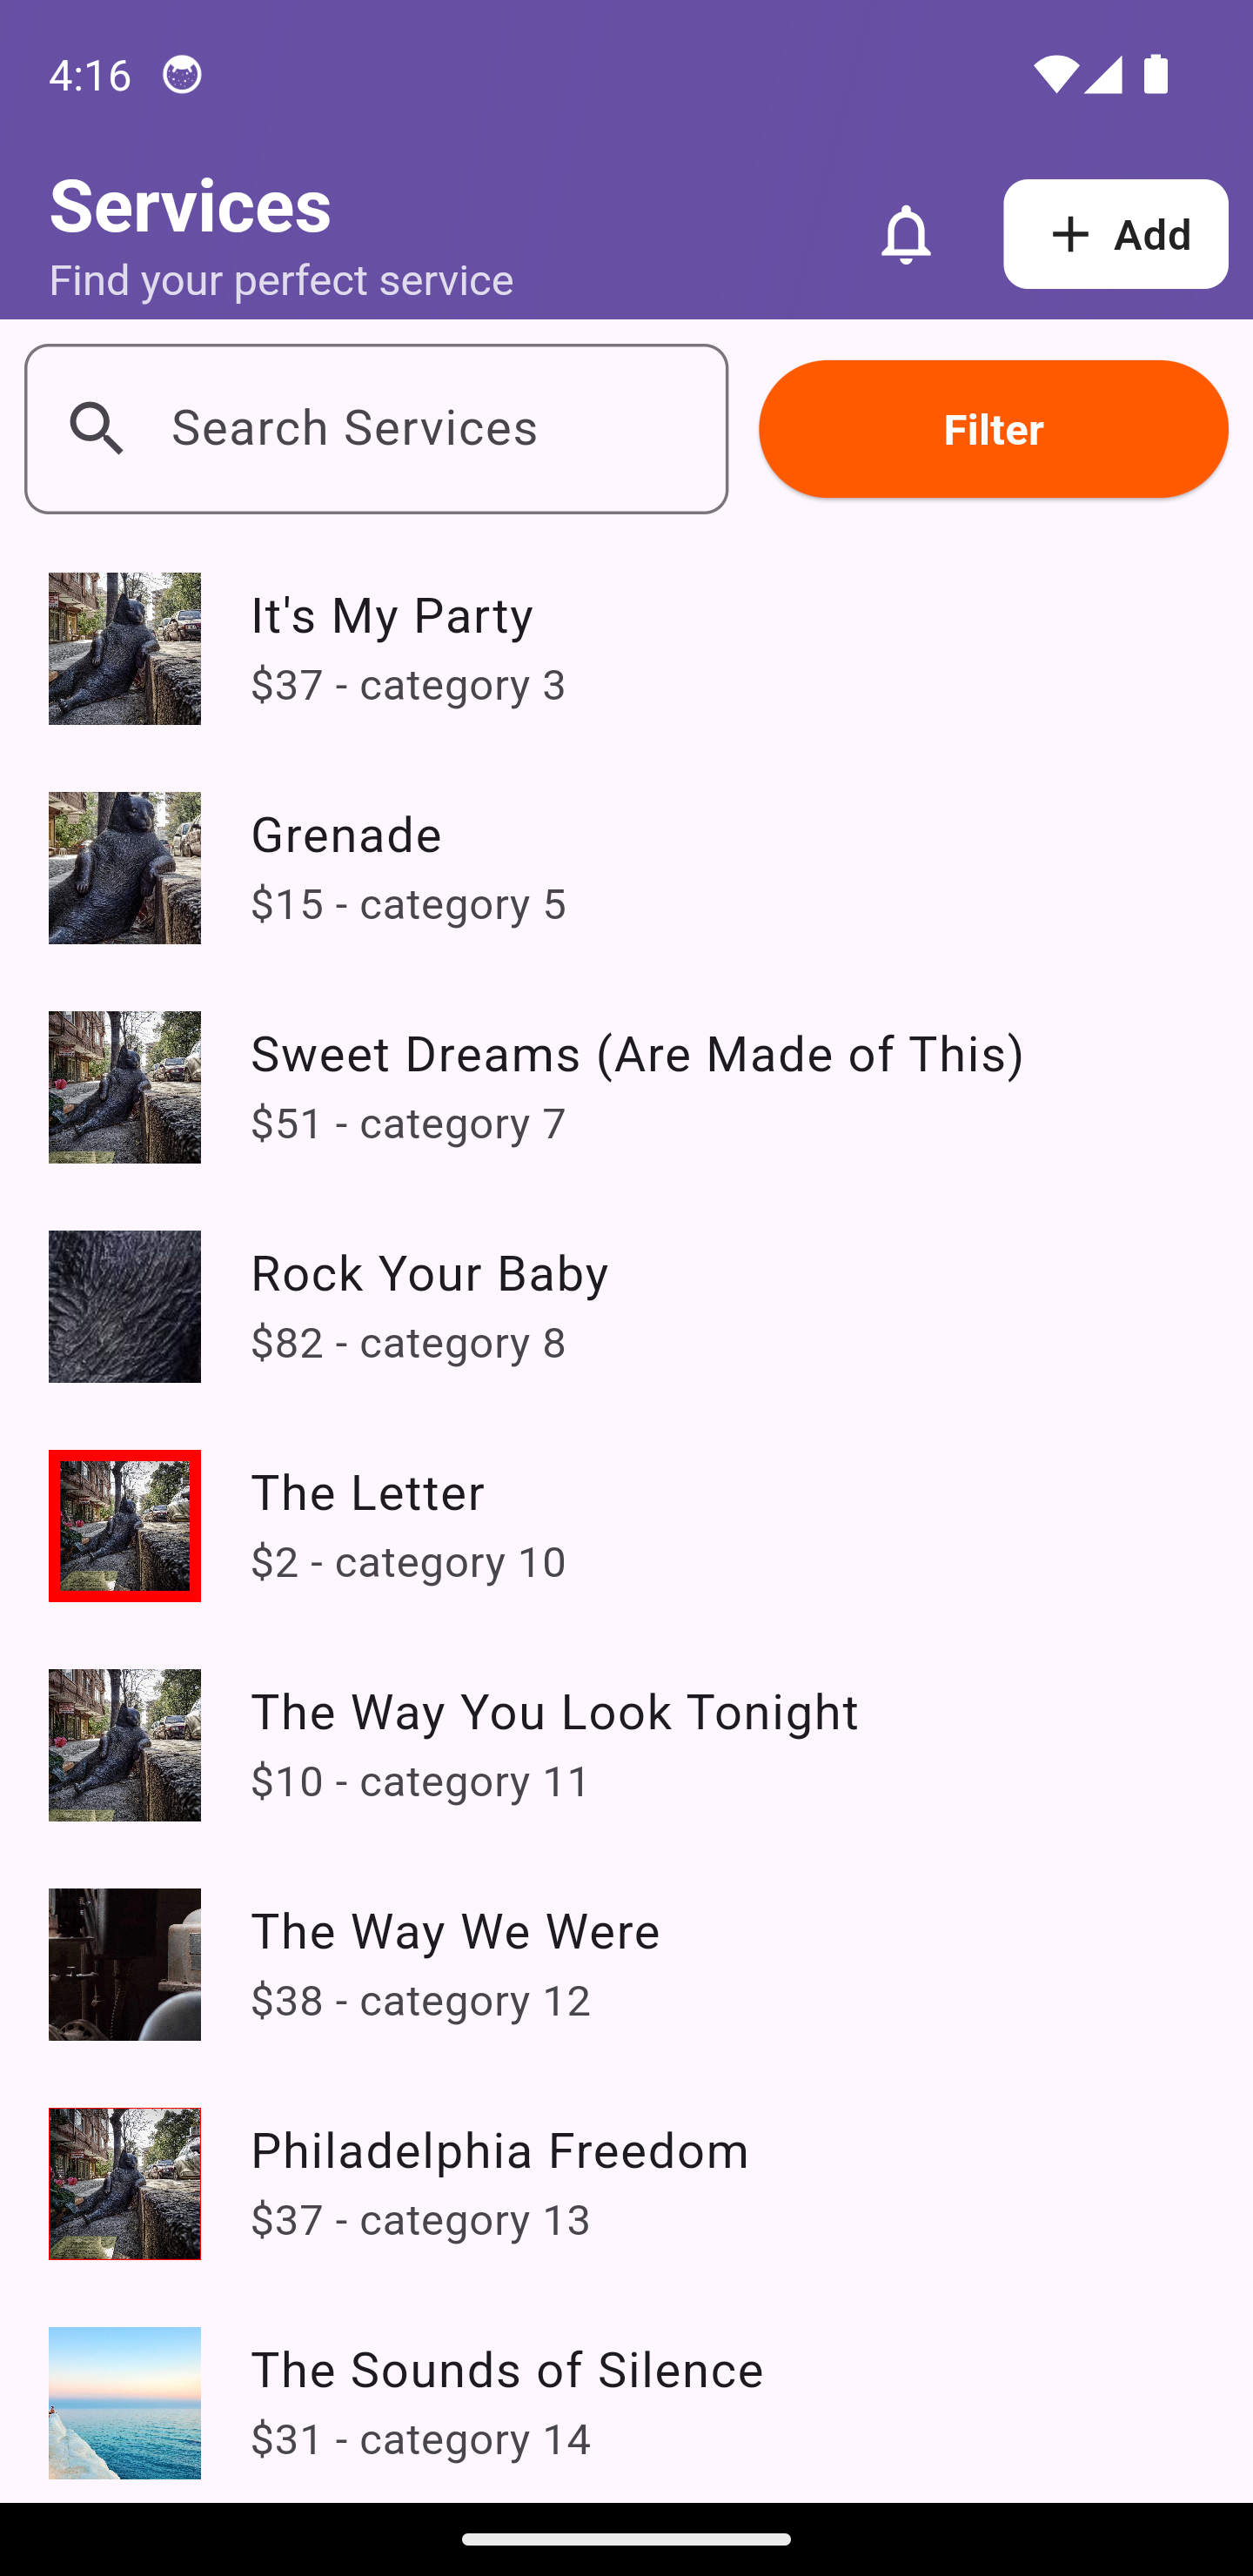 4:16
Services
Find your perfect service
Add
Search Services
Filter
It's My Party
$37 - category 3
Grenade
$15 - category 5
Sweet Dreams (Are Made of This)
$51 - category 7
Rock Your Baby
$82 - category 8
The Letter
$2 - category 10
The Way You Look Tonight
$10 - category 11
The Way We Were
$38 - category 12
Philadelphia Freedom
$37 - category 13
The Sounds of Silence
$31 - category 14